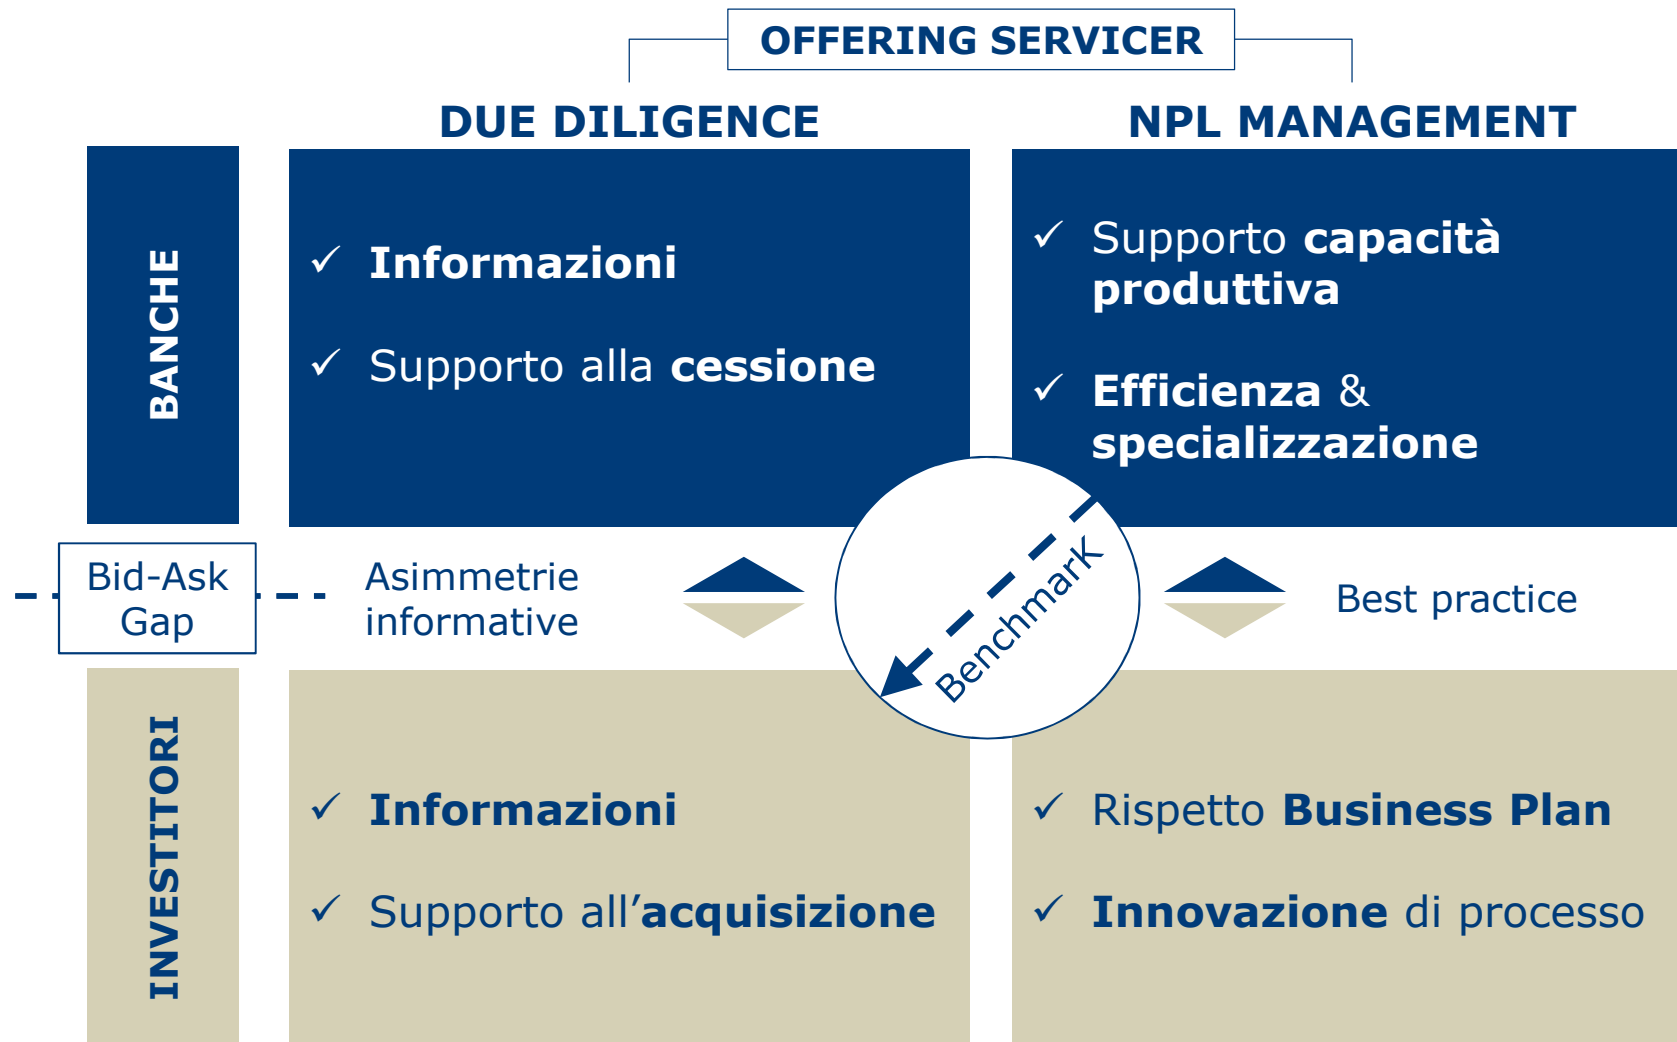 OFFERING SERVICER
DUE DILIGENCE
NPL MANAGEMENT
BANCHE
✓ Informazioni
✓ Supporto alla cessione
✓ Supporto capacità
produttiva
✓ Efficienza &
specializzazione
Bid-Ask
Gap
Asimmetrie
informative
BenchmarK
Best practice
INVESTITORI
✓ Informazioni
✓ Supporto all’acquisizione
✓ Rispetto Business Plan
✓ Innovazione di processo